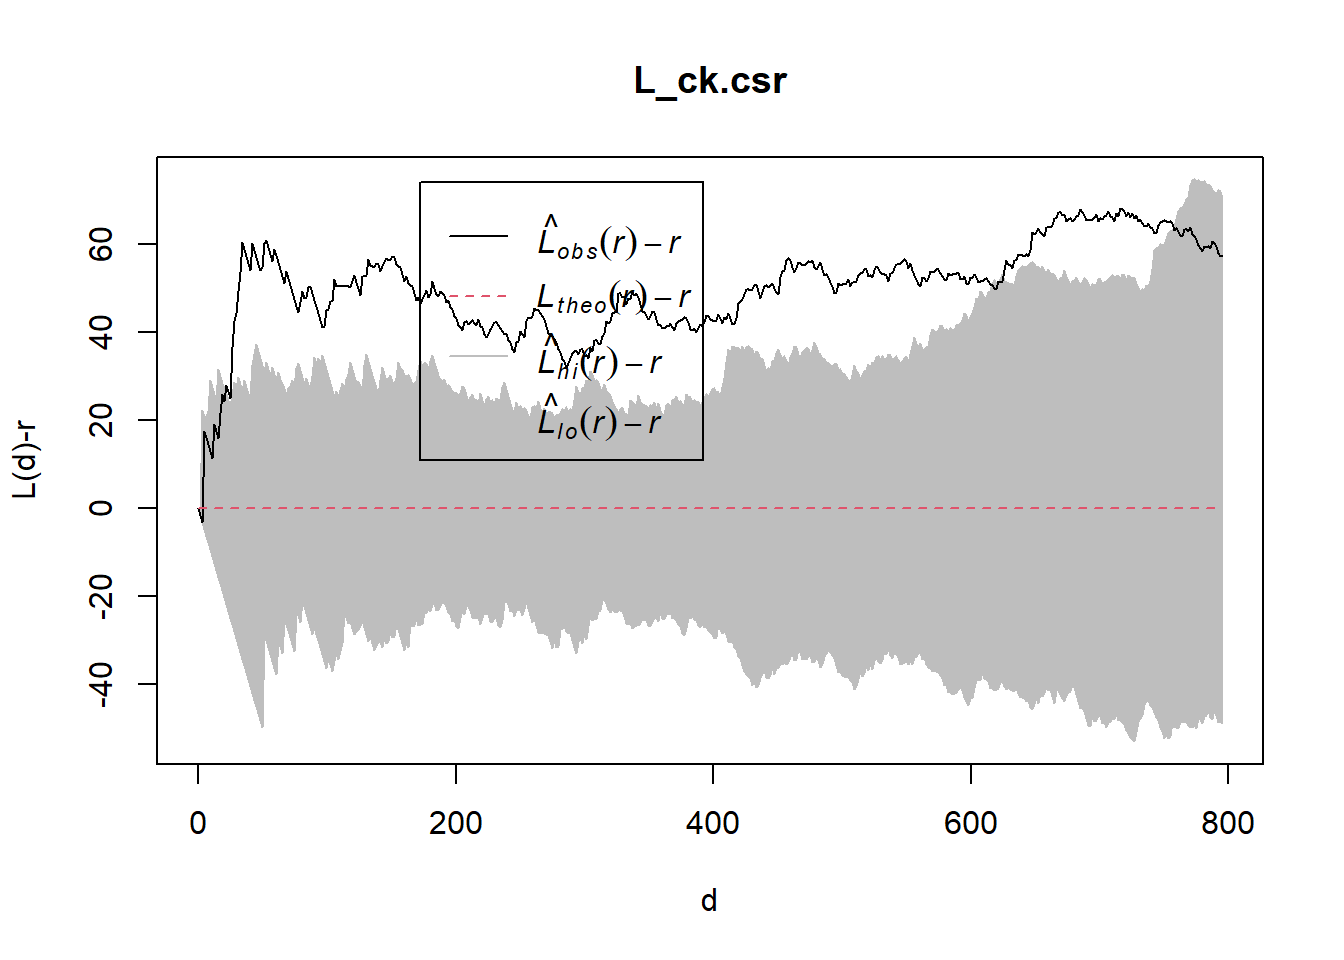 L_ck.csr
L̂obs(r) – r
Ltheo(r) – r
L̂hi(r) – r
L̂lo(r) – r
L(d)-r
60
40
20
0
-20
-40
0 200 400 600 800
d